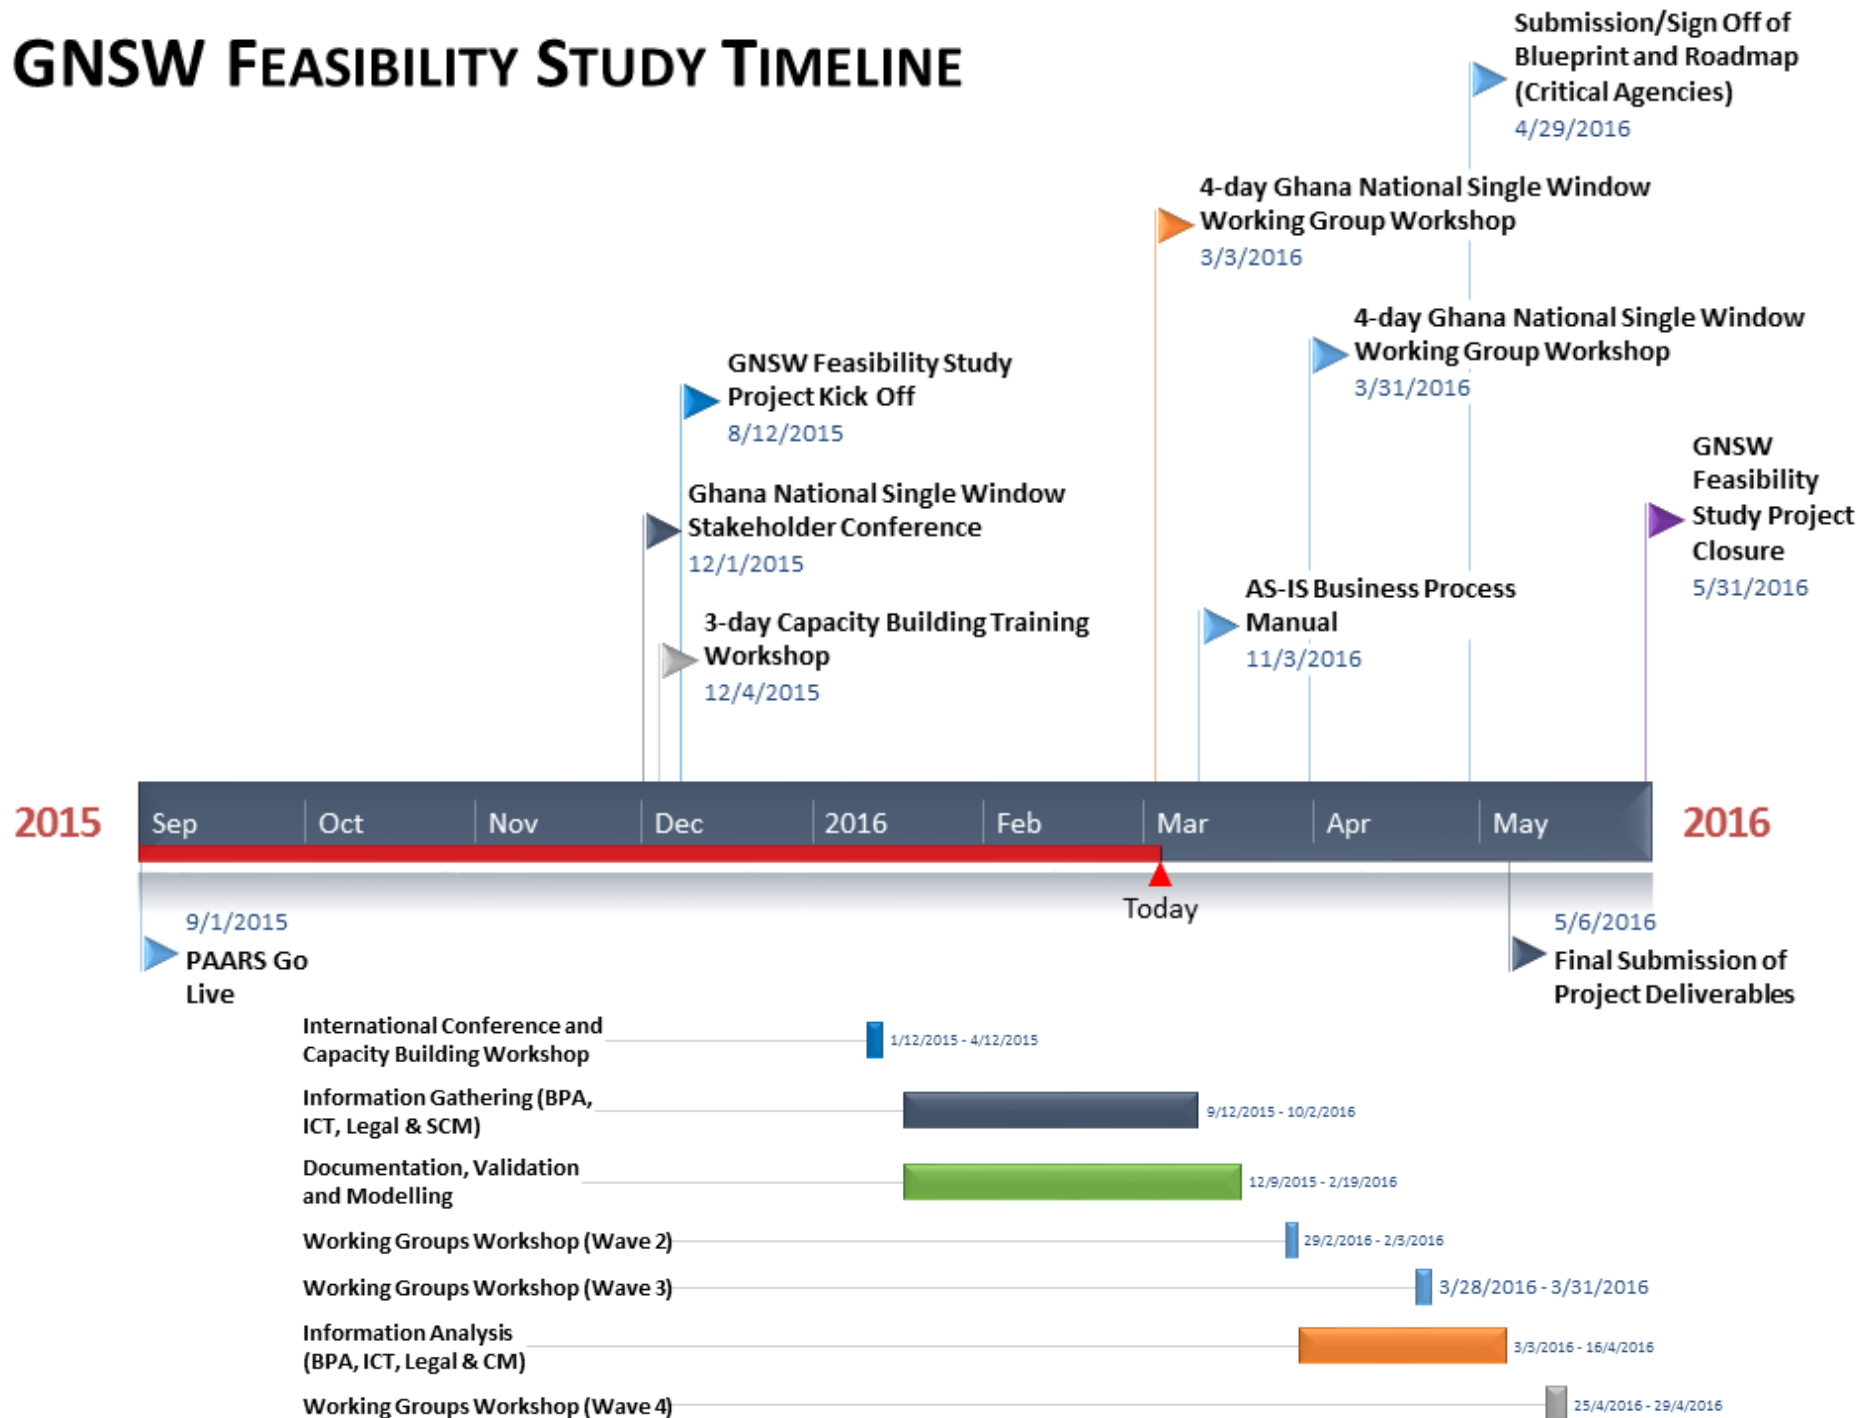 GNSW FEASIBILITY STUDY TIMELINE
Submission/Sign Off of
Blueprint and Roadmap
(Critical Agencies)
4/29/2016
4-day Ghana National Single Window
Working Group Workshop
3/3/2016
4-day Ghana National Single Window
Working Group Workshop
3/31/2016
GNSW Feasibility Study
Project Kick Off
8/12/2015
GNSW
Feasibility
Study Project
Closure
5/31/2016
Ghana National Single Window
Stakeholder Conference
12/1/2015
AS-IS Business Process
Manual
11/3/2016
3-day Capacity Building Training
Workshop
12/4/2015
2015
Sep
Oct
Nov
Dec
2016
Feb
Mar
Apr
May
2016
Today
9/1/2015
PAARS Go
Live
5/6/2016
Final Submission of
Project Deliverables
International Conference and
Capacity Building Workshop
1/12/2015 - 4/12/2015
Information Gathering (BPA,
ICT, Legal & SCM)
9/12/2015 - 10/2/2016
Documentation, Validation
and Modelling
12/9/2015 - 2/19/2016
Working Groups Workshop (Wave 2)
29/2/2016 - 2/3/2016
Working Groups Workshop (Wave 3)
3/28/2016 - 3/31/2016
Information Analysis
(BPA, ICT, Legal & CM)
3/3/2016 - 16/4/2016
Working Groups Workshop (Wave 4)
25/4/2016 - 29/4/2016